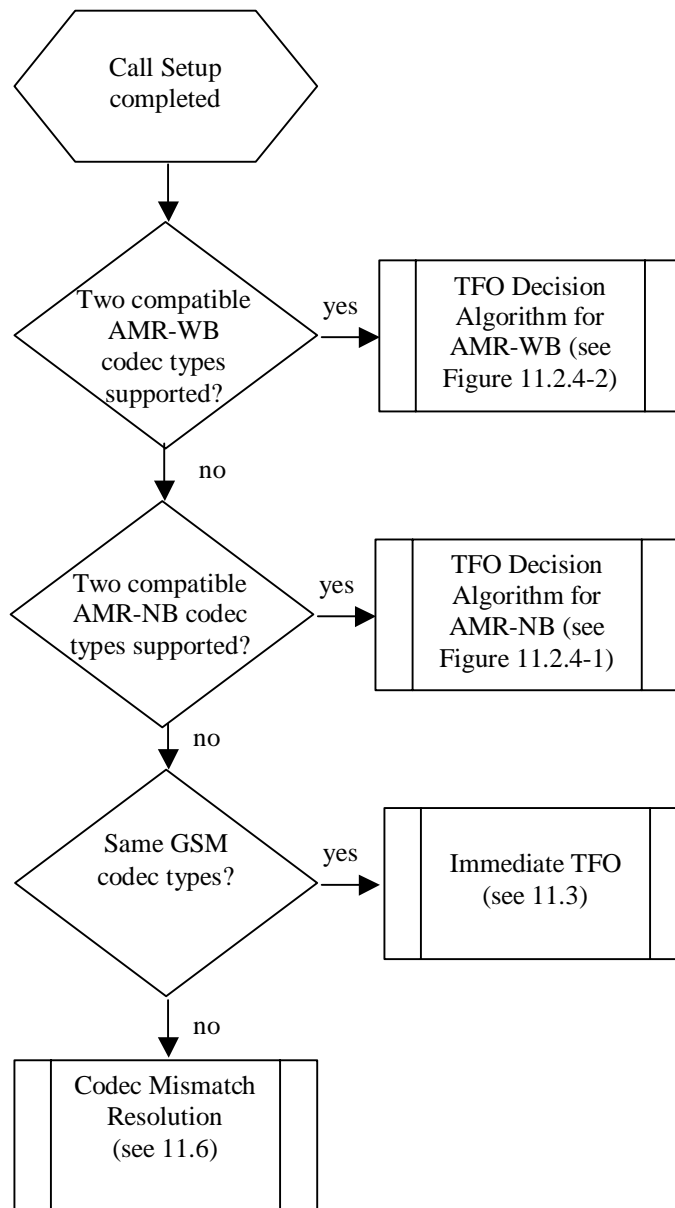 Call Setup
completed
Two compatible
AMR-WB
codec types
supported?
yes
TFO Decision
Algorithm for
AMR-WB (see
Figure 11.2.4-2)
no
Two compatible
AMR-NB codec
types supported?
yes
TFO Decision
Algorithm for
AMR-NB (see
Figure 11.2.4-1)
no
Same GSM
codec types?
yes
Immediate TFO
(see 11.3)
no
Codec Mismatch
Resolution
(see 11.6)